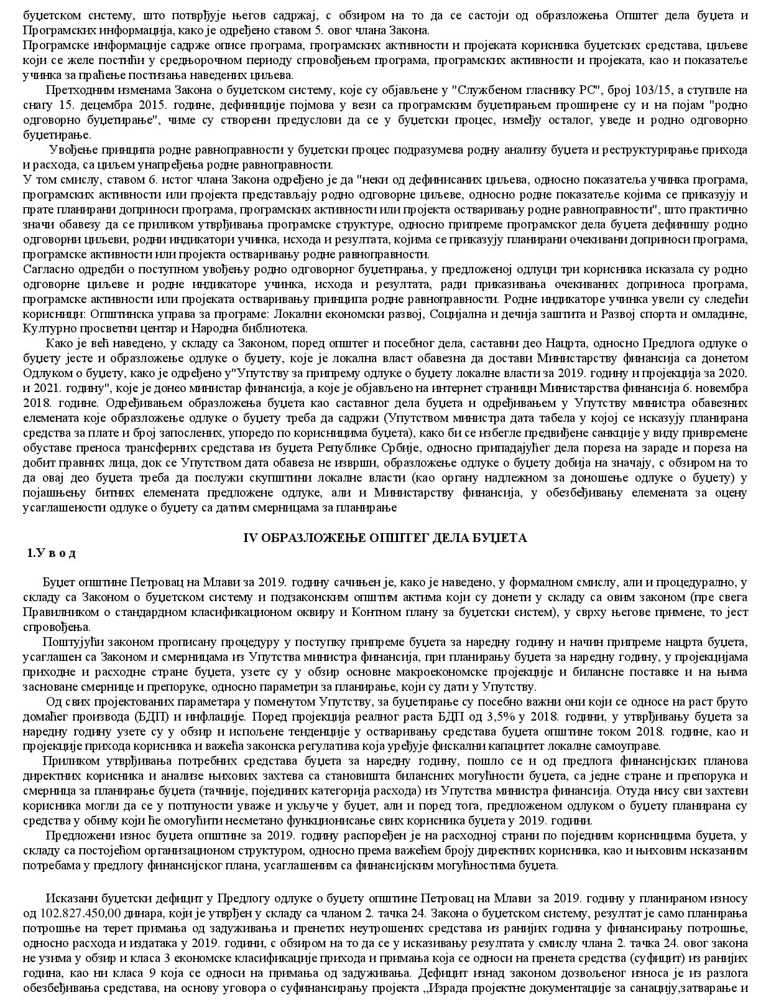 буџетском систему, што потврђује његов садржај, с обзиром на то да се састоји од образложења Општег дела буџета и
Програмских информација, како је одређено ставом 5. овог члана Закона.
Програмске информације садрже описе програма, програмских активности и пројеката корисника буџетских средстава, циљеве
који се желе постићи у средњорочном периоду спровођењем програма, програмских активности и пројеката, као и показатеље
учинка за праћење постизања наведених циљева.
Претходним изменама Закона о буџетском систему, које су објављене у "Службеном гласнику РС", број 103/15, а ступиле на
снагу 15. децембра 2015. године, дефиниције појмова у вези са програмским буџетирањем проширене су и на појам "родно
одговорно буџетирање", чиме су створени предуслови да се у буџетски процес, између осталог, уведе и родно одговорно
буџетирање.
Увођење принципа родне равноправности у буџетски процес подразумева родну анализу буџета и реструктурирање прихода
и расхода, са циљем унапређења родне равноправности.
У том смислу, ставом 6. истог члана Закона одређено је да "неки од дефинисаних циљева, односно показатеља учинка програма,
програмских активности или пројекта представљају родно одговорне циљеве, односно родне показатеље којима се приказују и
прате планирани доприноси програма, програмских активности или пројекта остваривању родне равноправности", што практично
значи обавезу да се приликом утврђивања програмске структуре, односно припреме програмског дела буџета дефинишу родно
одговорни циљеви, родни индикатори учинка, исхода и резултата, којима се приказују планирани очекивани доприноси програма,
програмске активности или пројекта остваривању родне равноправности.
Сагласно одредби о поступном увођењу родно одговорног буџетирања, у предложеној одлуци три корисника исказала су родно
одговорне циљеве и родне индикаторе учинка, исхода и резултата, ради приказивања очекиваних доприноса програма,
програмске активности или пројеката остваривању принципа родне равноправности. Родне индикаторе учинка увели су следећи
корисници: Општинска управа за програме: Локални економски развој, Социјална и дечија заштита и Развој спорта и омладине,
Културно просветни центар и Народна библиотека.
Како је већ наведено, у складу са Законом, поред општег и посебног дела, саставни део Нацрта, односно Предлога одлуке о
буџету јесте и образложење одлуке о буџету, које је локална власт обавезна да достави Министарству финансија са донетом
Одлуком о буџету, како је одређено у"Упутству за припрему одлуке о буџету локалне власти за 2019. годину и пројекција за 2020.
и 2021. годину", које је донео министар финансија, а које је објављено на интернет страници Министарства финансија 6. новембра
2018. године. Одређивањем образложења буџета као саставног дела буџета и одређивањем у Упутству министра обавезних
елемената које образложење одлуке о буџету треба да садржи (Упутством министра дата табела у којој се исказују планирана
средства за плате и број запослених, упоредо по корисницима буџета), како би се избегле предвиђене санкције у виду привремене
обуставе преноса трансферних средстава из буџета Републике Србије, односно припадајућег дела пореза на зараде и пореза на
добит правних лица, док се Упутством дата обавеза не изврши, образложење одлуке о буџету добија на значају, с обзиром на то
да овај део буџета треба да послужи скупштини локалне власти (као органу надлежном за доношење одлуке о буџету) у
појашњењу битних елемената предложене одлуке, али и Министарству финансија, у обезбеђивању елемената за оцену
усаглашености одлуке о буџету са датим смерницама за планирање
IV ОБРАЗЛОЖЕЊЕ ОПШТЕГ ДЕЛА БУЏЕТА
1.У в о д
Буџет општине Петровац на Млави за 2019. годину сачињен је, како је наведено, у формалном смислу, али и процедурално, у
складу са Законом о буџетском систему и подзаконским општим актима који су донети у складу са овим законом (пре свега
Правилником о стандардном класификационом оквиру и Контном плану за буџетски систем), у сврху његове примене, то јест
спровођења.
Поштујући законом прописану процедуру у поступку припреме буџета за наредну годину и начин припреме нацрта буџета,
усаглашен са Законом и смерницама из Упутства министра финансија, при планирању буџета за наредну годину, у пројекцијама
приходне и расходне стране буџета, узете су у обзир основне макроекономске пројекције и билансне поставке и на њима
засноване смернице и препоруке, односно параметри за планирање, који су дати у Упутству.
Од свих пројектованих параметара у поменутом Упутству, за буџетирање су посебно важни они који се односе на раст бруто
домаћег производа (БДП) и инфлације. Поред пројекција реалног раста БДП од 3,5% у 2018. години, у утврђивању буџета за
наредну годину узете су у обзир и испољене тенденције у остваривању средстава буџета општине током 2018. године, као и
пројекције прихода корисника и важећа законска регулатива која уређује фискални капацитет локалне самоуправе.
Приликом утврђивања потребних средстава буџета за наредну годину, пошло се и од предлога финансијских планова
директних корисника и анализе њихових захтева са становишта билансних могућности буџета, са једне стране и препорука и
смерница за планирање буџета (тачније, појединих категорија расхода) из Упутства министра финансија. Отуда нису сви захтеви
корисника могли да се у потпуности уваже и укључе у буџет, али и поред тога, предложеном одлуком о буџету планирана су
средства у обиму који ће омогућити несметано функционисање свих корисника буџета у 2019. години.
Предложени износ буџета општине за 2019. годину распоређен је на расходној страни по поједним корисницима буџета, у
складу са постојећом организационом структуром, односно према важећем броју директних корисника, као и њиховим исказаним
потребама у предлогу финансијског плана, усаглашеним са финансијским могућностима буџета.
Исказани буџетски дефицит у Предлогу одлуке о буџету општине Петровац на Млави за 2019. годину у планираном износу
од 102.827.450,00 динара, који је утврђен у складу са чланом 2. тачка 24. Закона о буџетском систему, резултат је само планирања
потрошње на терет примања од задуживања и пренетих неутрошених средстава из ранијих година у финансирању потрошње,
односно расхода и издатака у 2019. години, с обзиром на то да се у исказивању резултата у смислу члана 2. тачка 24. овог закона
не узима у обзир и класа 3 економске класификације прихода и примања која се односи на пренета средства (суфицит) из ранијих
година, као ни класа 9 која се односи на примања од задуживања. Дефицит изнад законом дозвољеног износа је из разлога
обезбеђивања средстава, на основу уговора о суфинансирању пројекта ,,Израда пројектне документације за санацију,затварање и